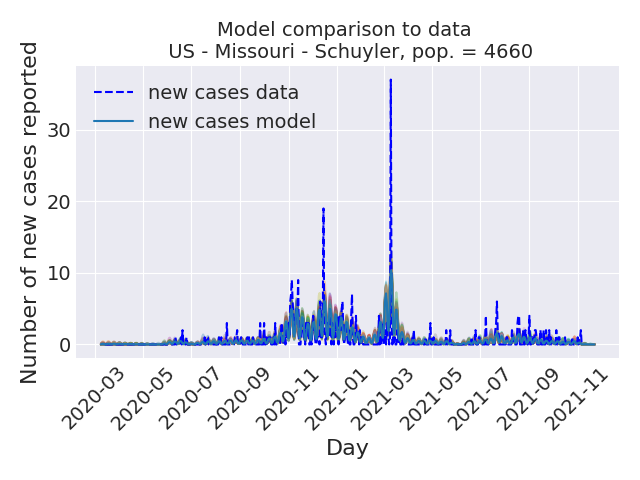 Model comparison to data
US - Missouri - Schuyler, pop. = 4660
new cases data
new cases model
Number of new cases reported
30
20
10
0
2020-03
2020-05
2020-07
2020-09
2020-11
2021-01
2021-03
2021-05
2021-07
2021-09
2021-11
Day